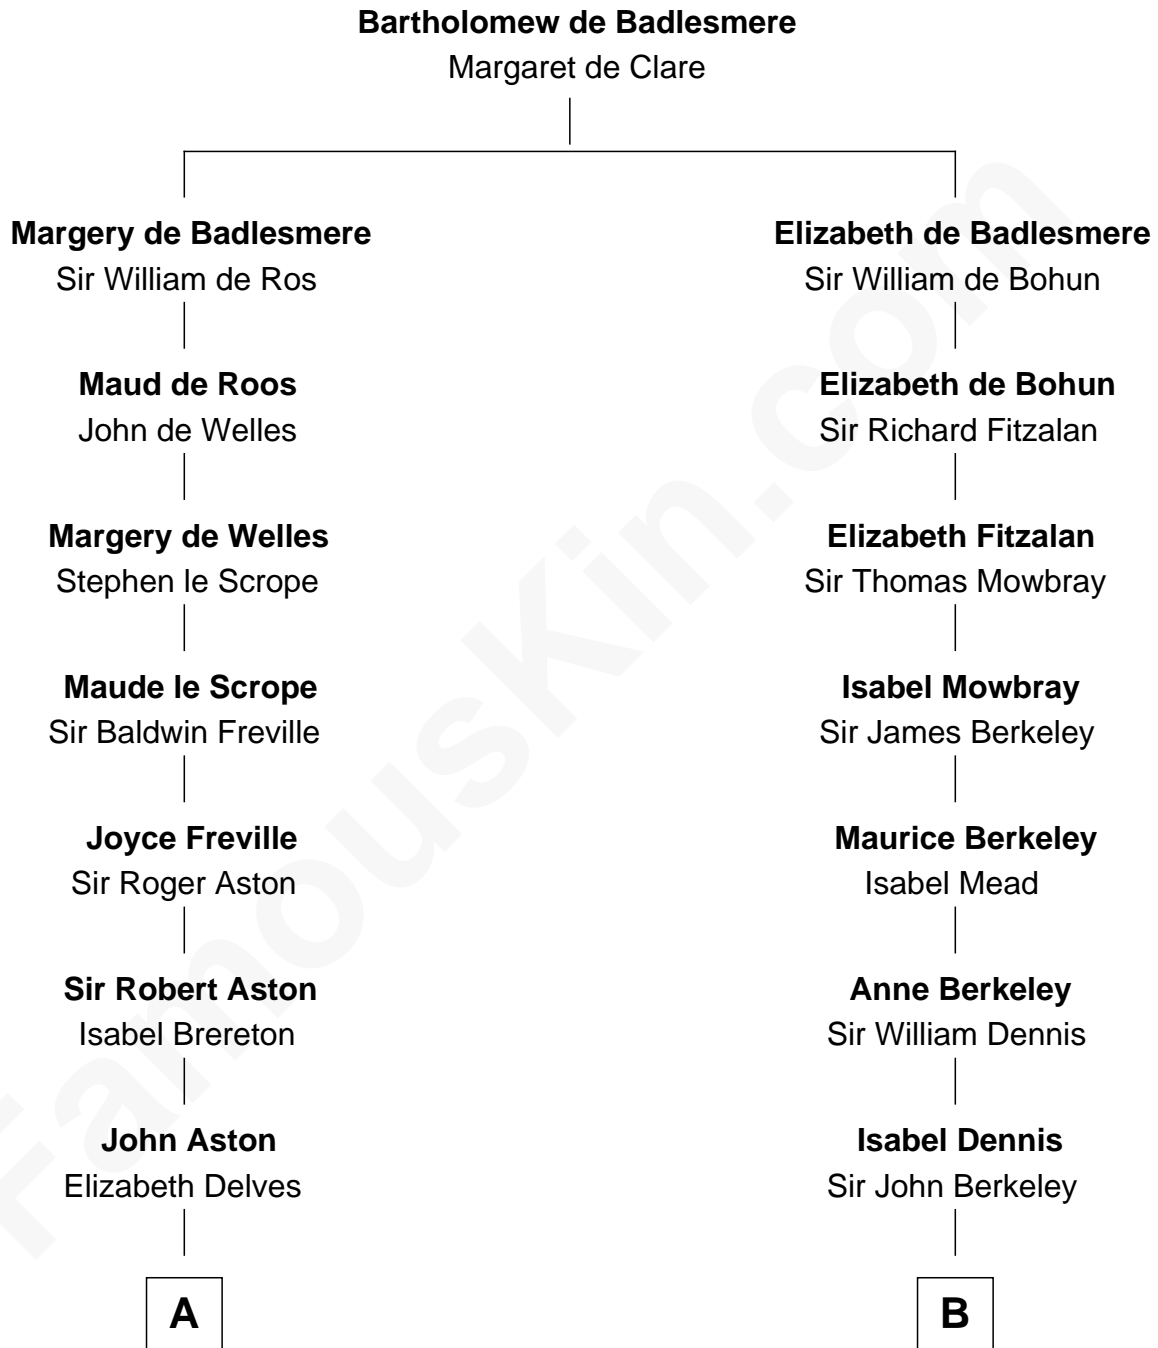 Bartholomew de Badlesmere
Margaret de Clare
Margery de Badlesmere
Sir William de Ros
Elizabeth de Badlesmere
Sir William de Bohun
Maud de Roos
John de Welles
Elizabeth de Bohun
Sir Richard Fitzalan
Margery de Welles
Stephen le Scrope
Elizabeth Fitzalan
Sir Thomas Mowbray
Maude le Scrope
Sir Baldwin Freville
Isabel Mowbray
Sir James Berkeley
Joyce Freville
Sir Roger Aston
Maurice Berkeley
Isabel Mead
Sir Robert Aston
Isabel Brereton
Anne Berkeley
Sir William Dennis
John Aston
Elizabeth Delves
Isabel Dennis
Sir John Berkeley
A
B
FamousKin.com